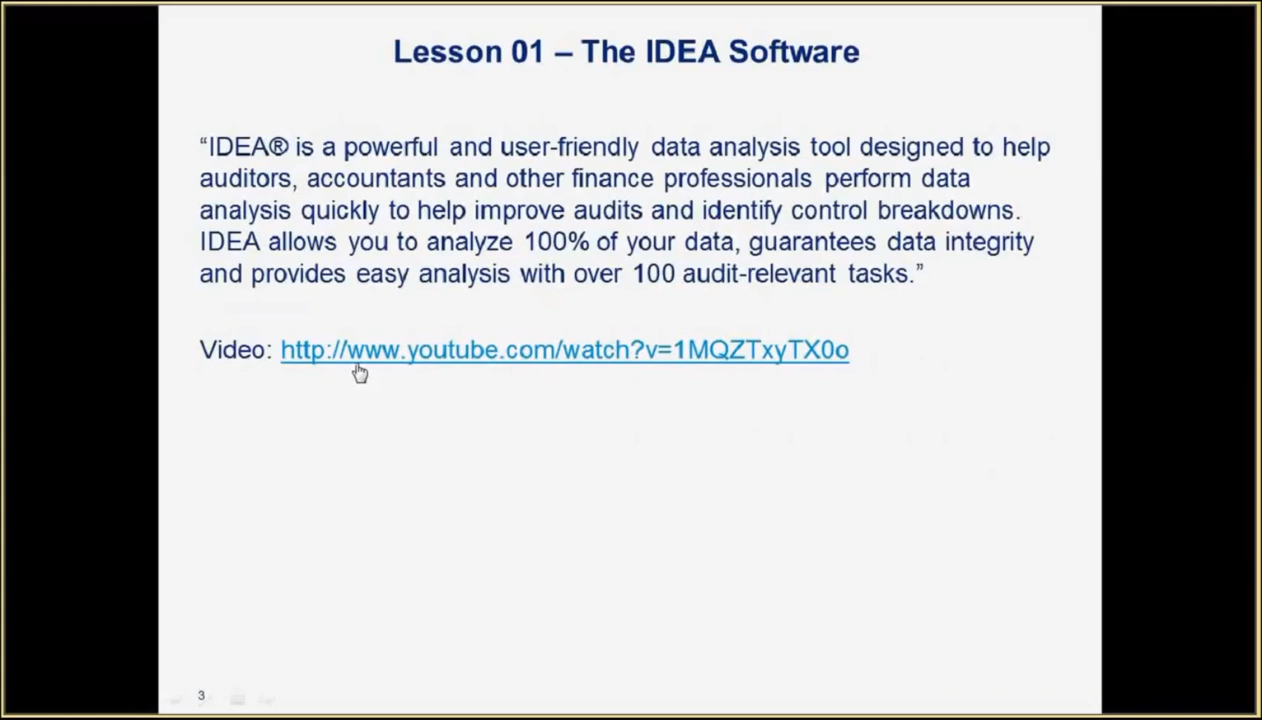 Lesson 01 – The IDEA Software
“IDEA® is a powerful and user-friendly data analysis tool designed to help
auditors, accountants and other finance professionals perform data
analysis quickly to help improve audits and identify control breakdowns.
IDEA allows you to analyze 100% of your data, guarantees data integrity
and provides easy analysis with over 100 audit-relevant tasks.”
Video: http://www.youtube.com/watch?v=1MQZTxyTX0o
3